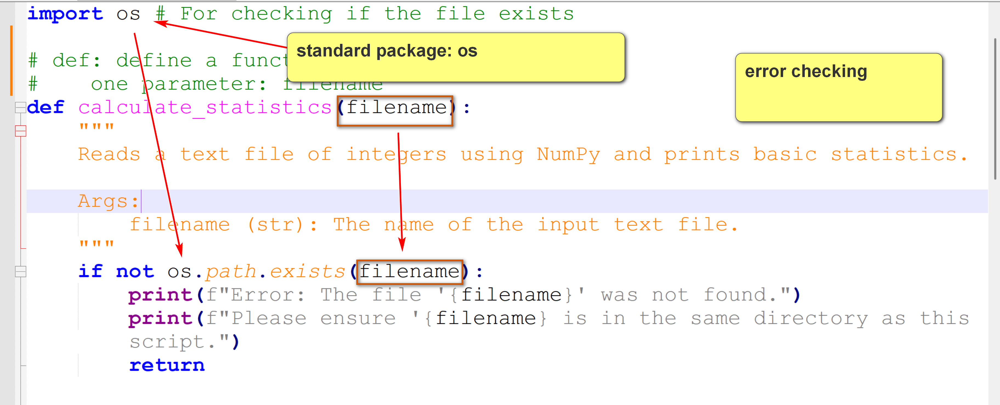 import os # For checking if the file exists
standard package: os
error checking
# def: define a funct
#    one parameter: filename
def calculate_statistics(filename):
    """
    Reads a text file of integers using NumPy and prints basic statistics.
    Args:
        filename (str): The name of the input text file.
    """
    if not os.path.exists(filename):
        print(f"Error: The file '{filename}' was not found.")
        print(f"Please ensure '{filename} is in the same directory as this
        script.")
        return